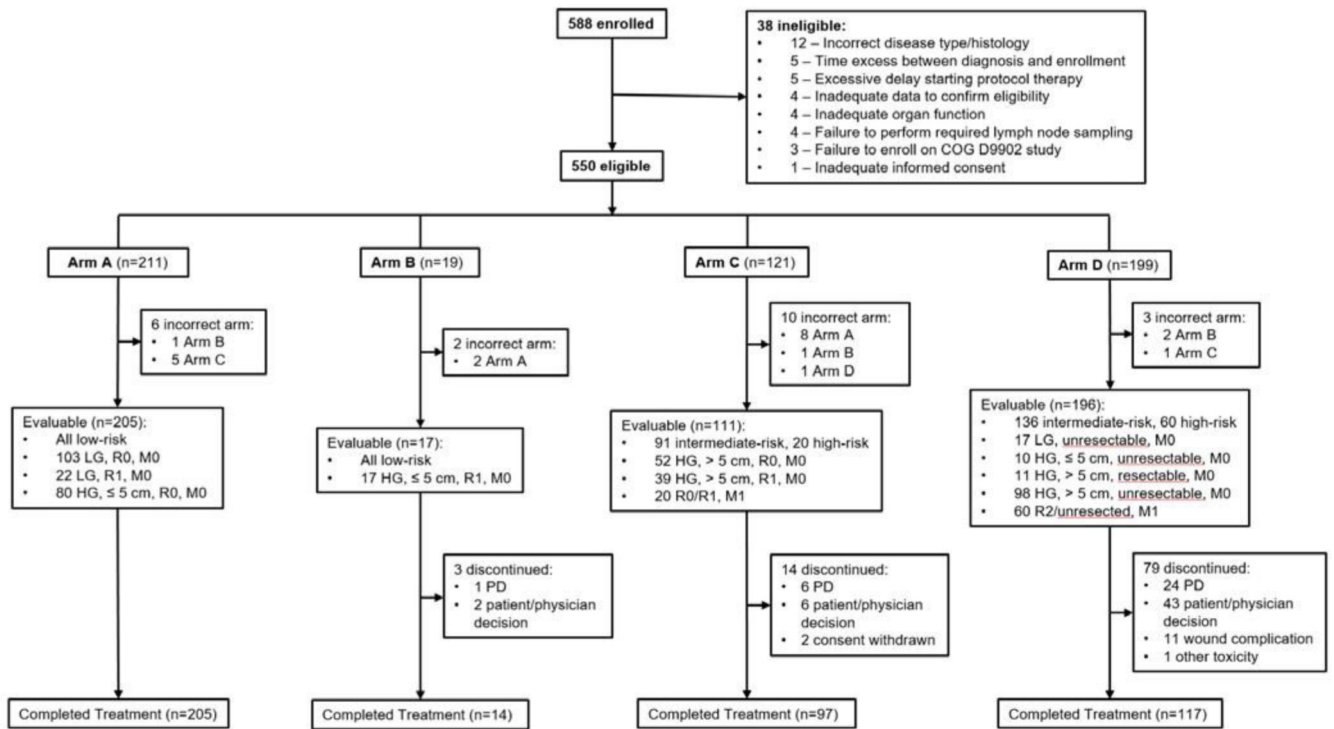 588 enrolled
38 ineligible:
• 12 – Incorrect disease type/histology
• 5 – Time excess between diagnosis and enrollment
• 5 – Excessive delay starting protocol therapy
• 4 – Inadequate data to confirm eligibility
• 4 – Inadequate organ function
• 4 – Failure to perform required lymph node sampling
• 3 – Failure to enroll on COG D9902 study
• 1 – Inadequate informed consent
550 eligible
Arm A (n=211)
6 incorrect arm:
• 1 Arm B
• 5 Arm C
Evaluable (n=205):
• All low-risk
• 103 LG, R0, M0
• 22 LG, R1, M0
• 80 HG, ≤ 5 cm, R0, M0
Completed Treatment (n=205)
Arm B (n=19)
2 incorrect arm:
• 2 Arm A
Evaluable (n=17):
• All low-risk
• 17 HG, ≤ 5 cm, R1, M0
3 discontinued:
• 1 PD
• 2 patient/physician
decision
Completed Treatment (n=14)
Arm C (n=121)
10 incorrect arm:
• 8 Arm A
• 1 Arm B
• 1 Arm D
Evaluable (n=111):
• 91 intermediate-risk, 20 high-risk
• 52 HG, > 5 cm, R0, M0
• 39 HG, > 5 cm, R1, M0
• 20 R0/R1, M1
14 discontinued:
• 6 PD
• 6 patient/physician
decision
• 2 consent withdrawn
Completed Treatment (n=97)
Arm D (n=199)
3 incorrect arm:
• 2 Arm B
• 1 Arm C
Evaluable (n=196):
• 136 intermediate-risk, 60 high-risk
• 17 LG, unresectable, M0
• 10 HG, ≤ 5 cm, unresectable, M0
• 11 HG, > 5 cm, resectable, M0
• 98 HG, > 5 cm, unresectable, M0
• 60 R2/unresected, M1
79 discontinued:
• 24 PD
• 43 patient/physician
decision
• 11 wound complication
• 1 other toxicity
Completed Treatment (n=117)